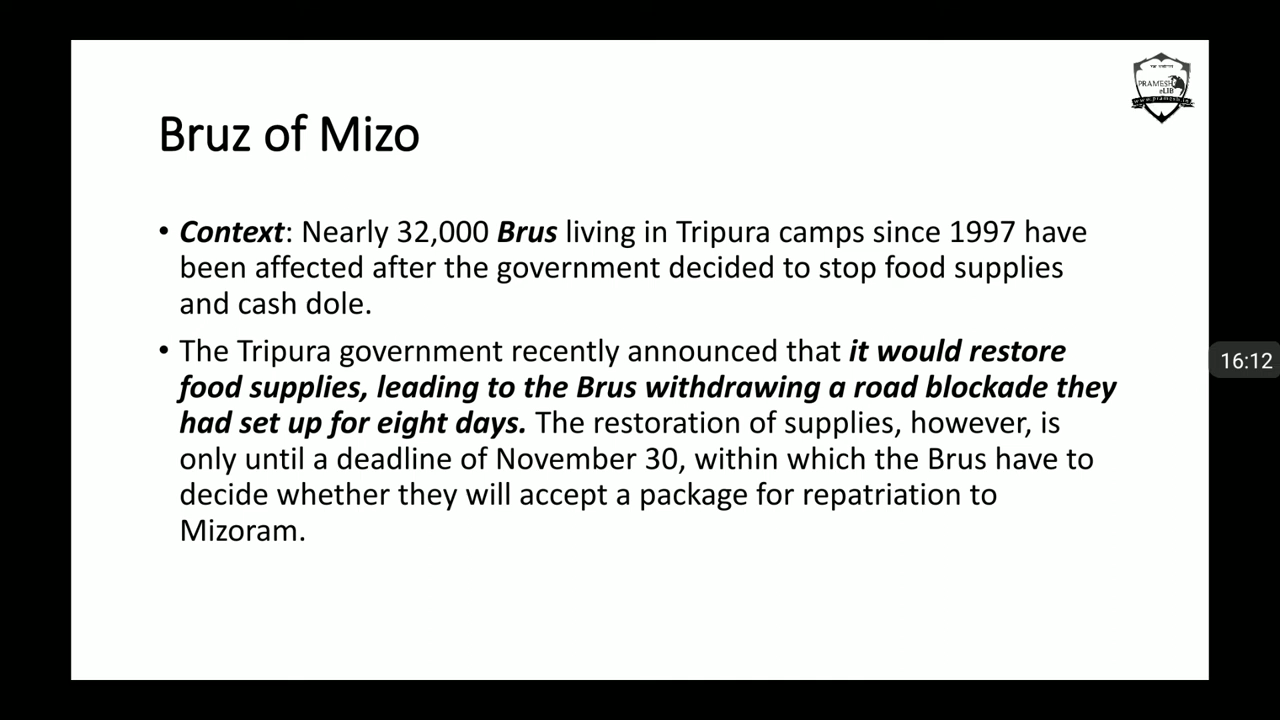 PRAMESH
eLIB
Bruz of Mizo
• Context: Nearly 32,000 Brus living in Tripura camps since 1997 have
been affected after the government decided to stop food supplies
and cash dole.
• The Tripura government recently announced that it would restore
food supplies, leading to the Brus withdrawing a road blockade they
had set up for eight days. The restoration of supplies, however, is
only until a deadline of November 30, within which the Brus have to
decide whether they will accept a package for repatriation to
Mizoram.
16:12